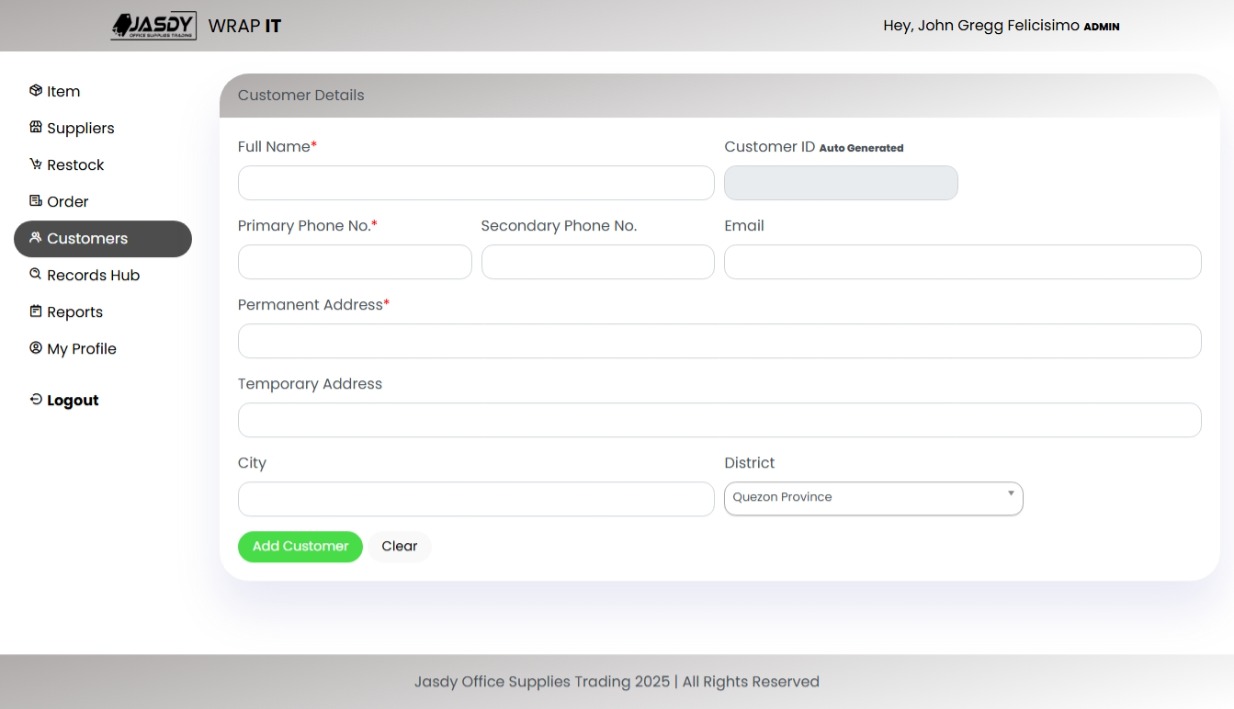 JASDY
OFFICE SUPPLIES TRADING
WRAP IT
Hey, John Gregg Felicisimo ADMIN
Item
Suppliers
Restock
Order
Customers
Records Hub
Reports
My Profile
Logout
Customer Details
Full Name*
Customer ID Auto Generated
Primary Phone No.*
Secondary Phone No.
Email
Permanent Address*
Temporary Address
City
District
Quezon Province
Add Customer
Clear
Jasdy Office Supplies Trading 2025 | All Rights Reserved